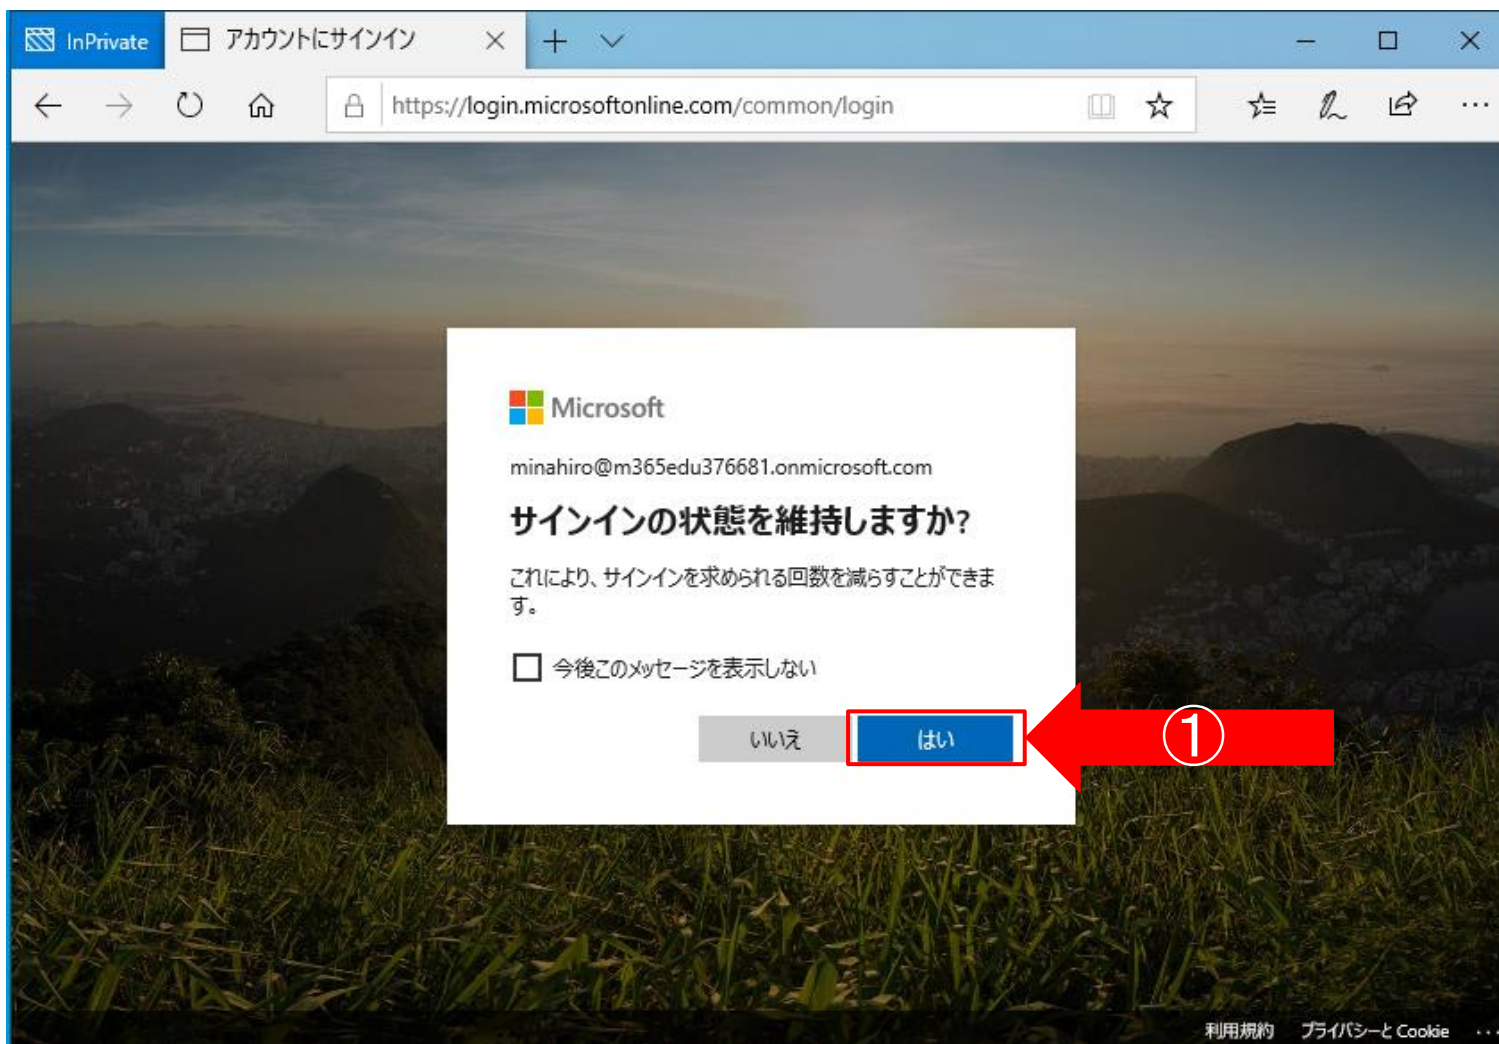 InPrivate
アカウントにサインイン
https://login.microsoftonline.com/common/login
Microsoft
minahiro@m365edu376681.onmicrosoft.com
サインインの状態を維持しますか?
これにより、サインインを求められる回数を減らすことができま
す。
今後このメッセージを表示しない
いいえ
はい
①
利用規約
プライバシーと Cookie